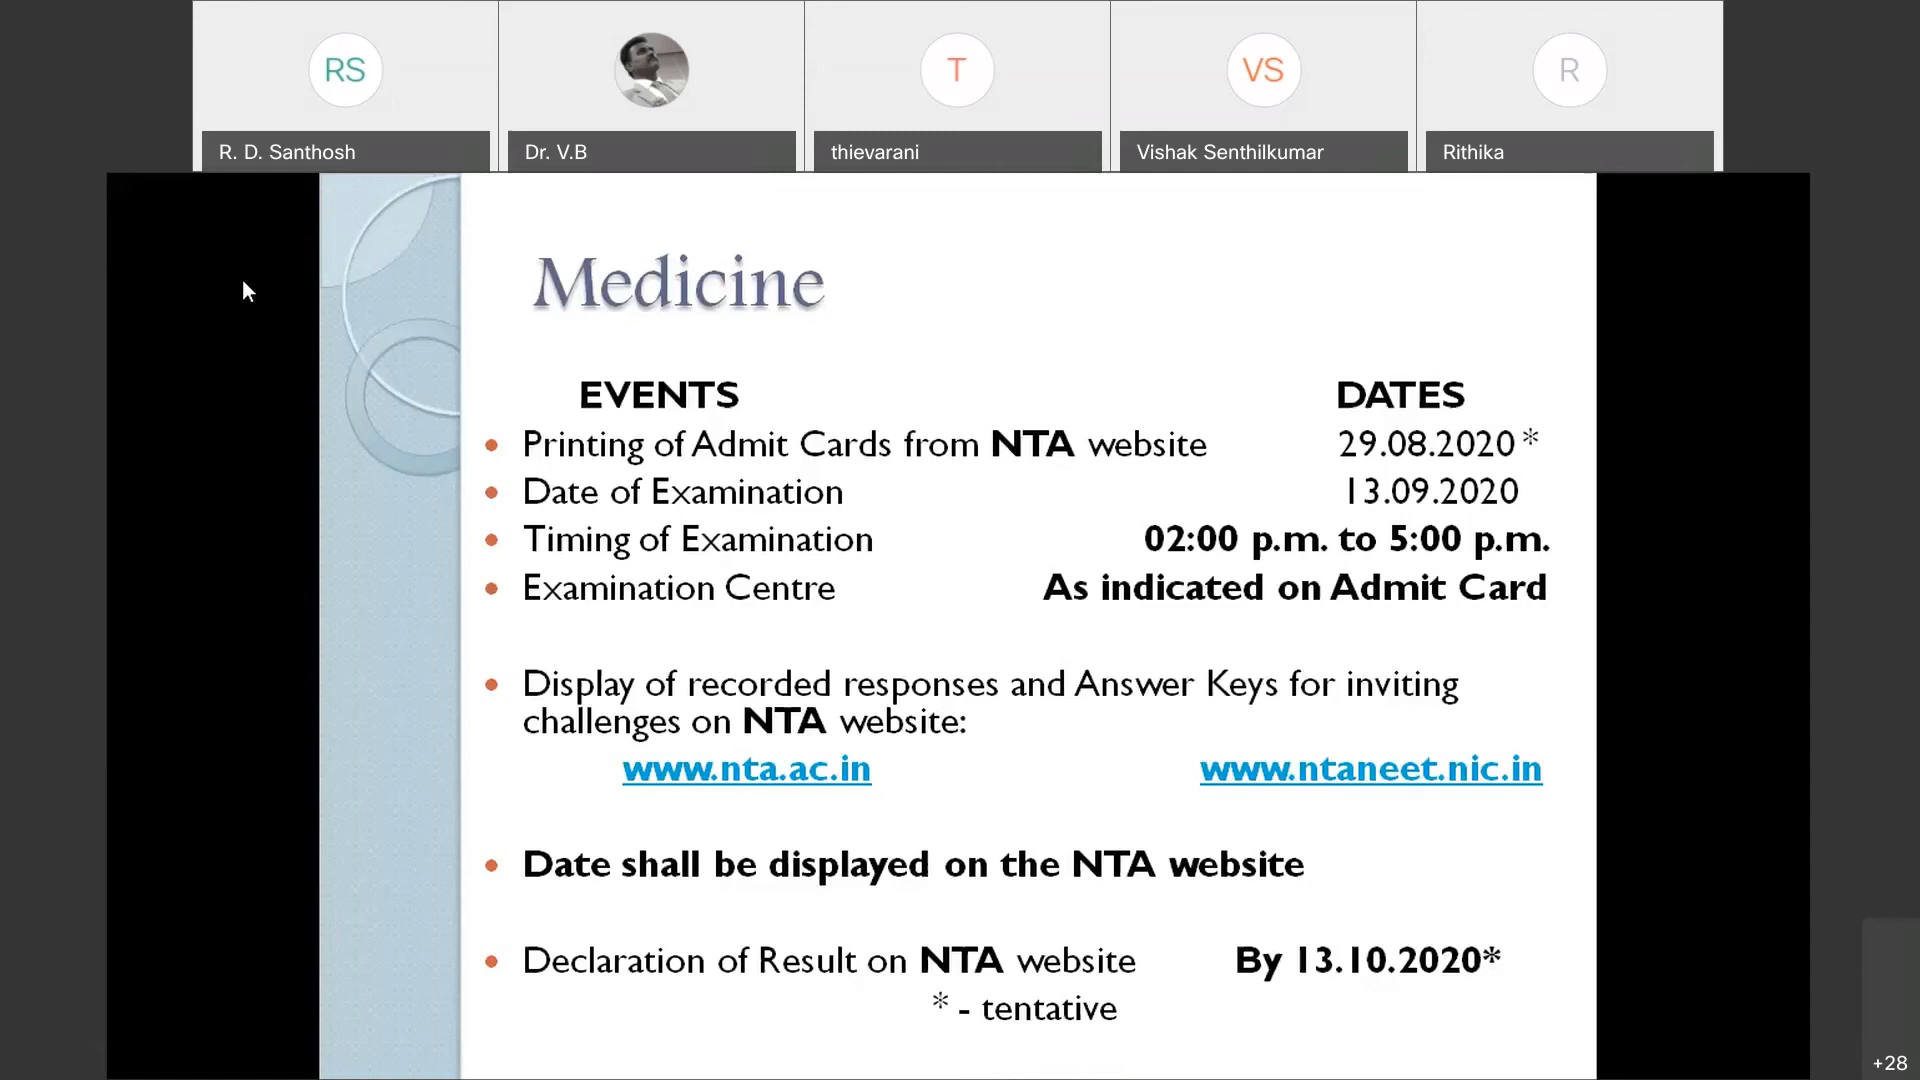 RS
T
VS
R
R. D. Santhosh
Dr. V.B
thievarani
Vishak Senthilkumar
Rithika
Medicine
EVENTS DATES
Printing of Admit Cards from NTA website 29.08.2020 *
Date of Examination 13.09.2020
Timing of Examination 02:00 p.m. to 5:00 p.m.
Examination Centre As indicated on Admit Card
Display of recorded responses and Answer Keys for inviting
challenges on NTA website:
www.nta.ac.in www.ntaneet.nic.in
Date shall be displayed on the NTA website
Declaration of Result on NTA website By 13.10.2020*
* - tentative
+28